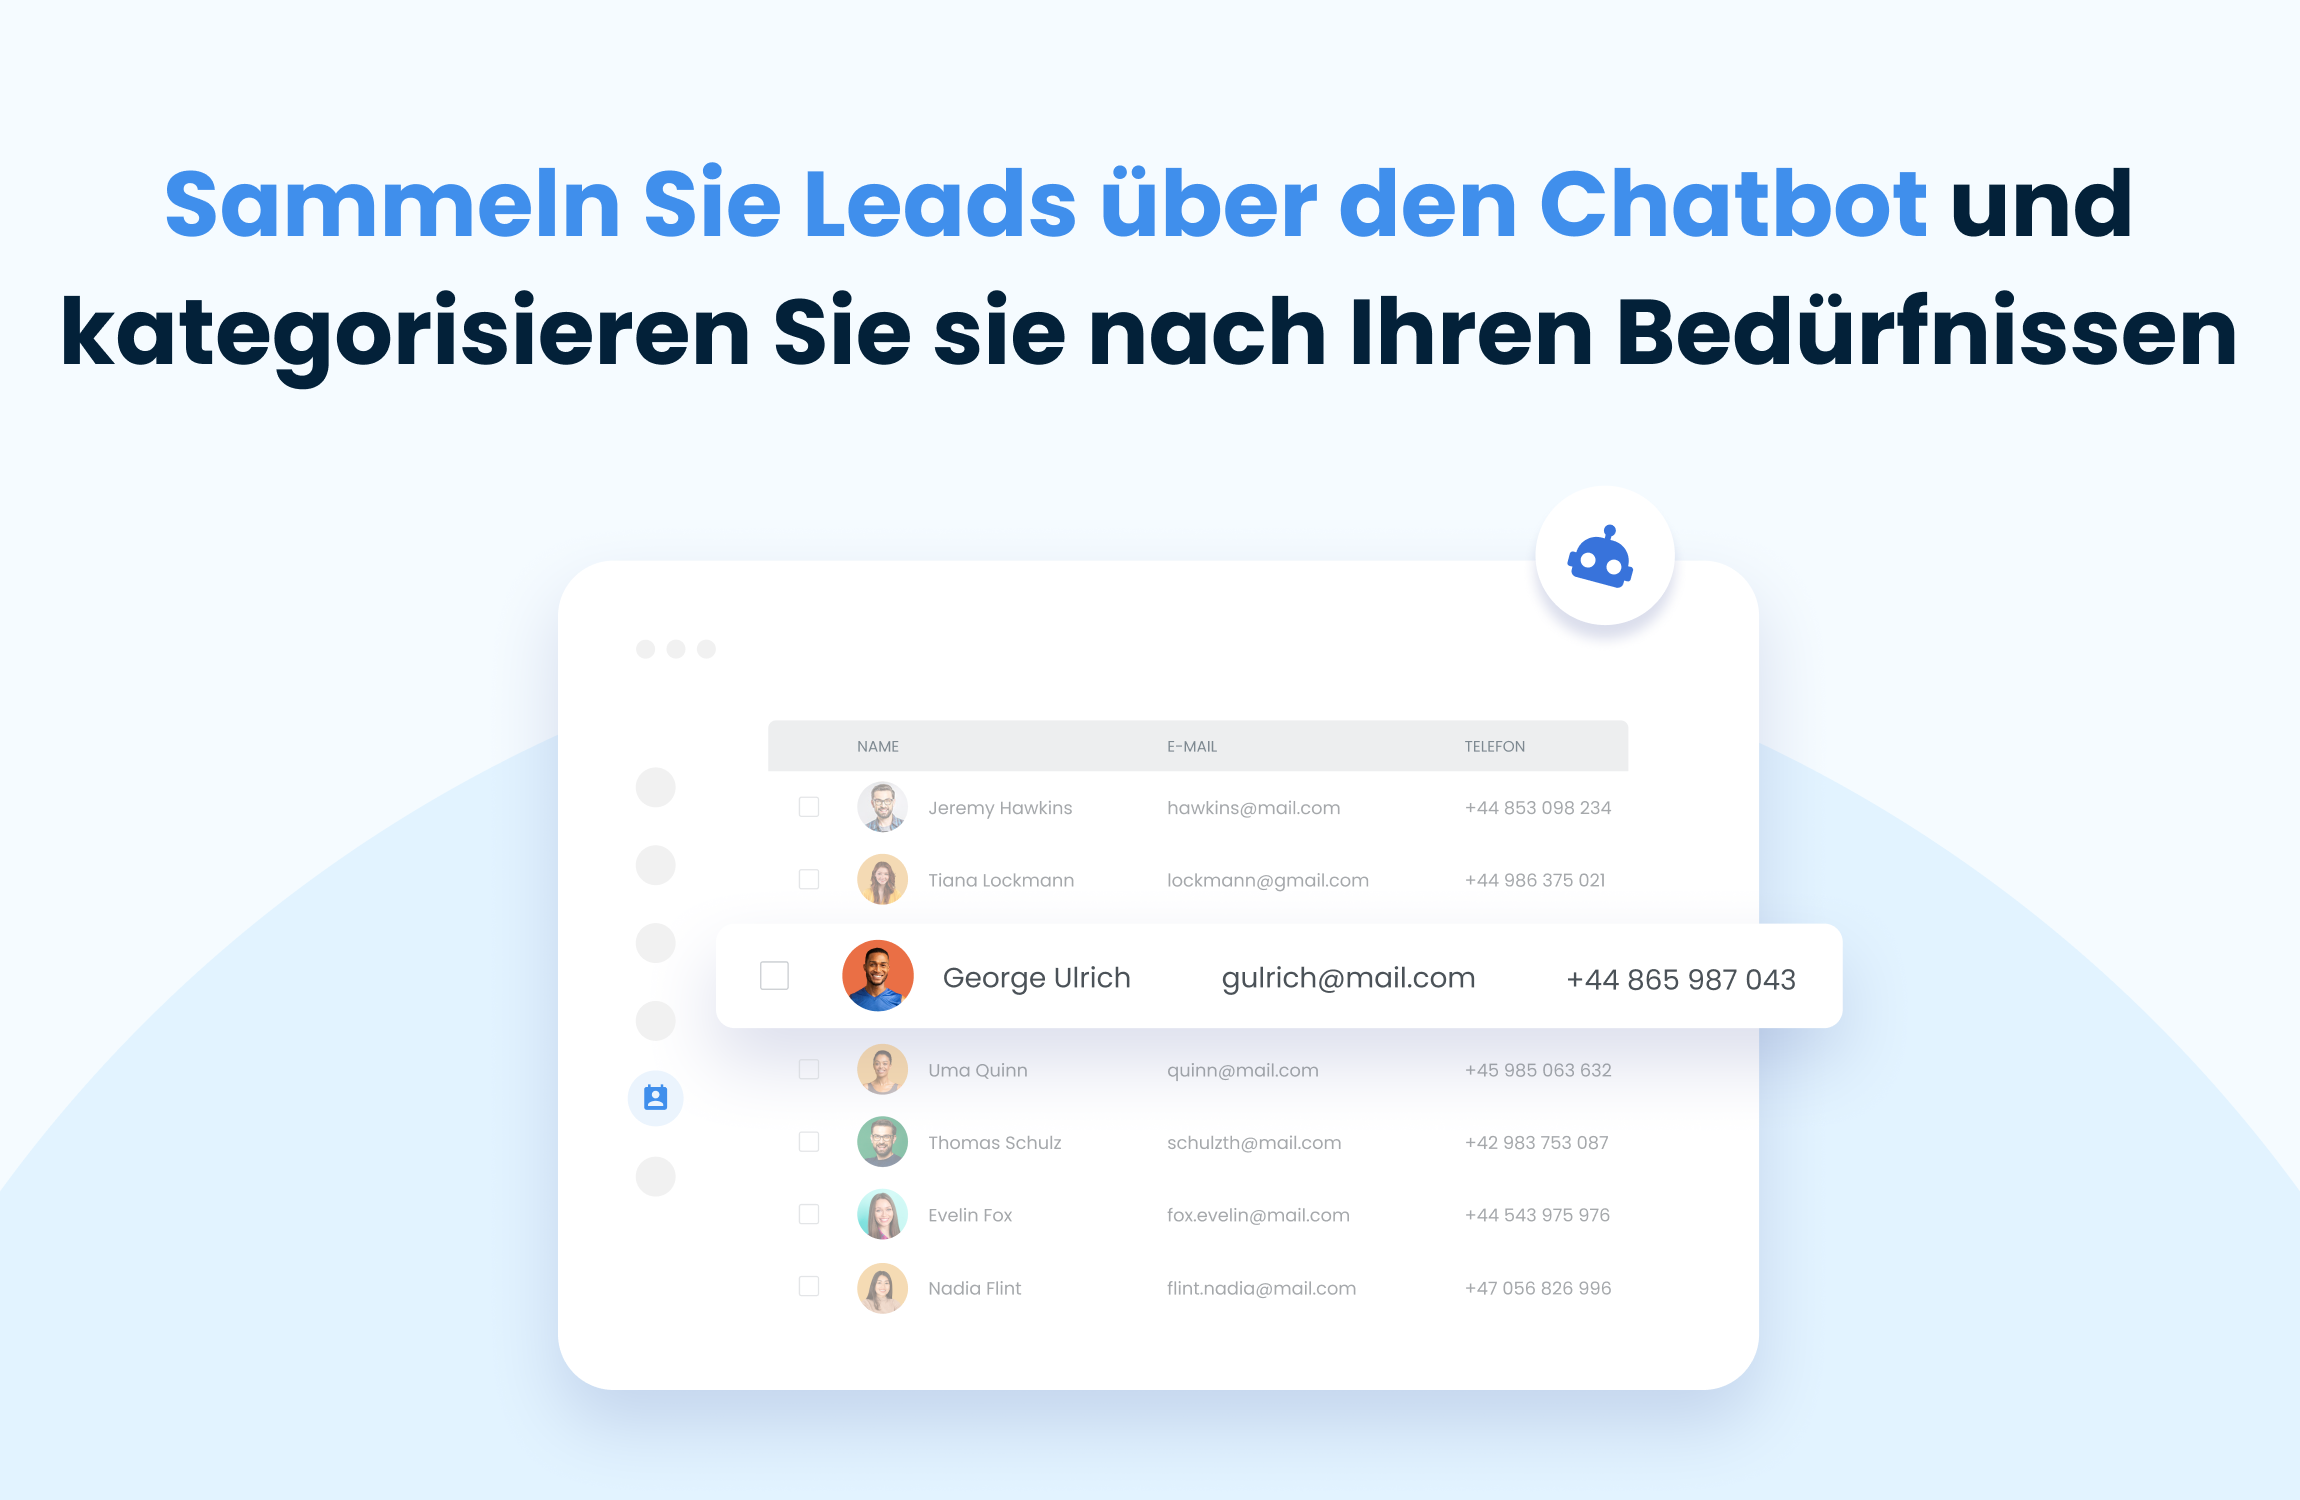 Sammeln Sie Leads über den Chatbot und
kategorisieren Sie sie nach Ihren Bedürfnissen
NAME E-MAIL TELEFON
Jeremy Hawkins hawkins@mail.com +44 853 098 234
Tiana Lockmann lockmann@gmail.com +44 986 375 021
George Ulrich gulrich@mail.com +44 865 987 043
Uma Quinn quinn@mail.com +45 985 063 632
Thomas Schulz schulzth@mail.com +42 983 753 087
Evelin Fox fox.evelin@mail.com +44 543 975 976
Nadia Flint flint.nadia@mail.com +47 056 826 996